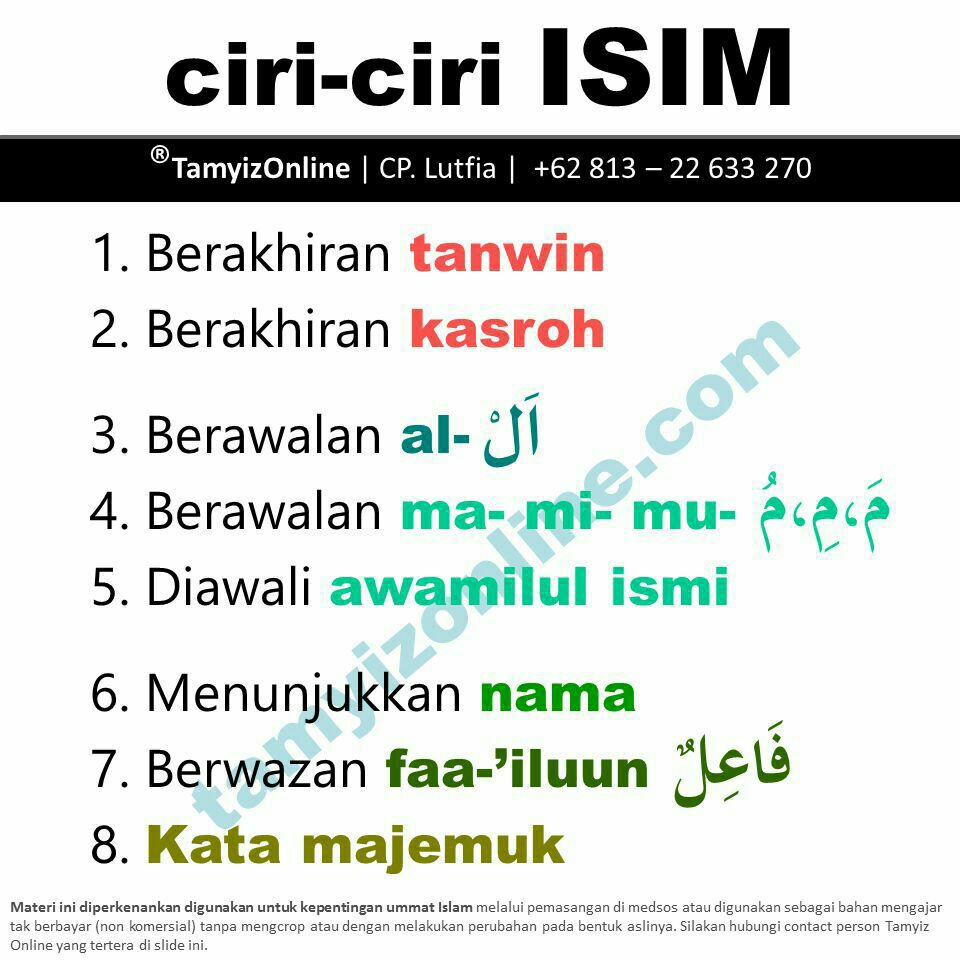 ciri-ciri ISIM
®TamyizOnline | CP. Lutfia | +62 813 – 22 633 270
1. Berakhiran tanwin
2. Berakhiran kasroh
3. Berawalan al- اَلْ
4. Berawalan ma- mi- mu- مَ، مِ، مُ
5. Diawali awamilul ismi
6. Menunjukkan nama
7. Berwazan faa-’iluun فَاعِلٌ
8. Kata majemuk
tamyizonline.com
Materi ini diperkenankan digunakan untuk kepentingan ummat Islam melalui pemasangan di medsos atau digunakan sebagai bahan mengajar
tak berbayar (non komersial) tanpa mengcrop atau dengan melakukan perubahan pada bentuk aslinya. Silakan hubungi contact person Tamyiz
Online yang tertera di slide ini.